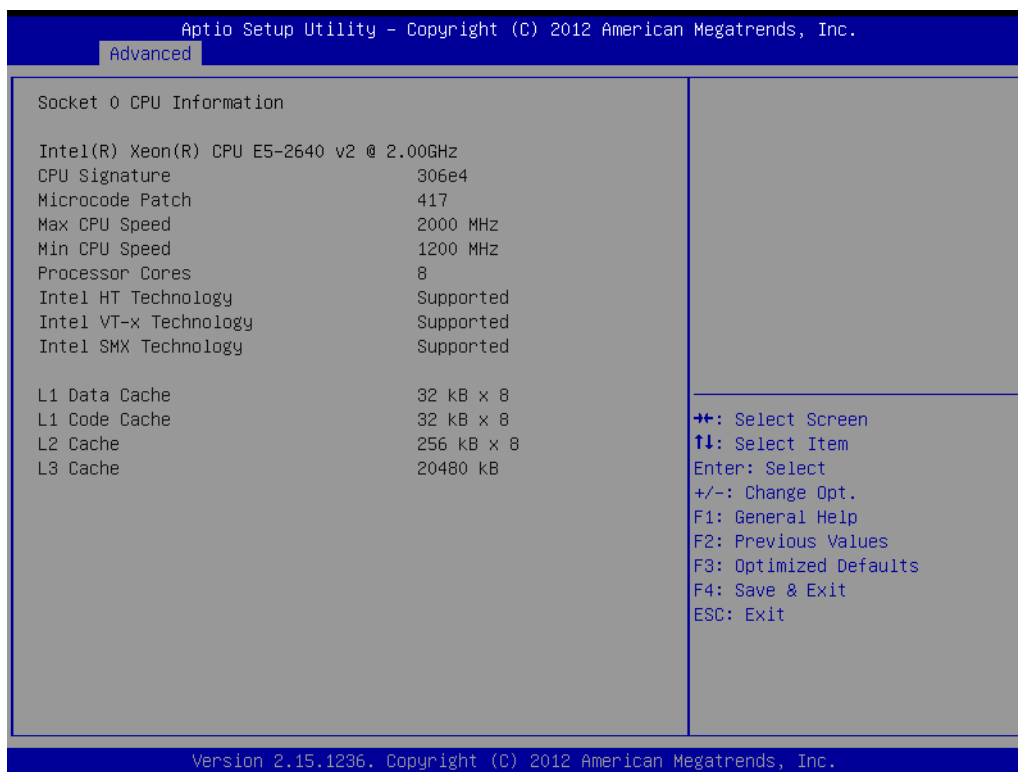 Aptio Setup Utility – Copyright (C) 2012 American Megatrends, Inc.
Advanced
Socket 0 CPU Information
Intel(R) Xeon(R) CPU E5-2640 v2 @ 2.00GHz
CPU Signature 306e4
Microcode Patch 417
Max CPU Speed 2000 MHz
Min CPU Speed 1200 MHz
Processor Cores 8
Intel HT Technology Supported
Intel VT-x Technology Supported
Intel SMX Technology Supported
L1 Data Cache 32 kB x 8
L1 Code Cache 32 kB x 8
L2 Cache 256 kB x 8
L3 Cache 20480 kB
→←: Select Screen
↑↓: Select Item
Enter: Select
+/-: Change Opt.
F1: General Help
F2: Previous Values
F3: Optimized Defaults
F4: Save & Exit
ESC: Exit
Version 2.15.1236. Copyright (C) 2012 American Megatrends, Inc.